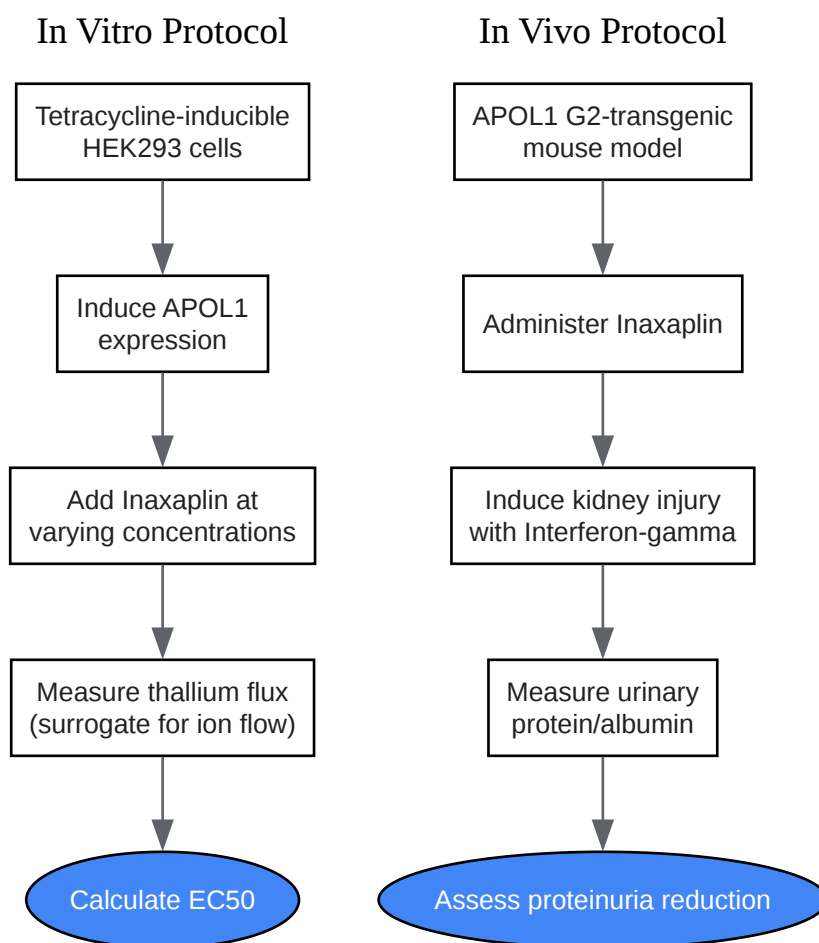 In Vitro Protocol
Tetracycline-inducible
HEK293 cells
Induce APOL1
expression
Add Inaxaplin at
varying concentrations
Measure thallium flux
(surrogate for ion flow)
Calculate EC50
In Vivo Protocol
APOL1 G2-transgenic
mouse model
Administer Inaxaplin
Induce kidney injury
with Interferon-gamma
Measure urinary
protein/albumin
Assess proteinuria reduction